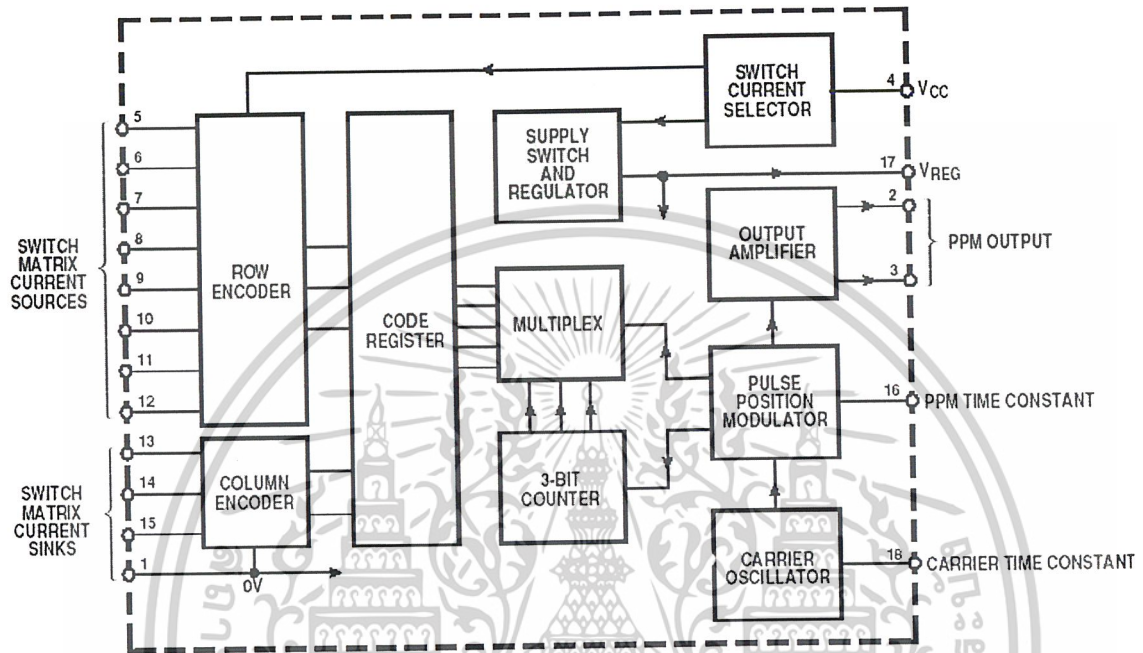 SWITCH
CURRENT
SELECTOR
4
VCC
5
6
7
8
9
10
11
12
SWITCH
MATRIX
CURRENT
SOURCES
ROW
ENCODER
CODE
REGISTER
SUPPLY
SWITCH
AND
REGULATOR
17
VREG
2
3
OUTPUT
AMPLIFIER
PPM OUTPUT
MULTIPLEX
PULSE
POSITION
MODULATOR
16
PPM TIME CONSTANT
13
14
15
1
SWITCH
MATRIX
CURRENT
SINKS
COLUMN
ENCODER
0V
3-BIT
COUNTER
CARRIER
OSCILLATOR
18
CARRIER TIME CONSTANT